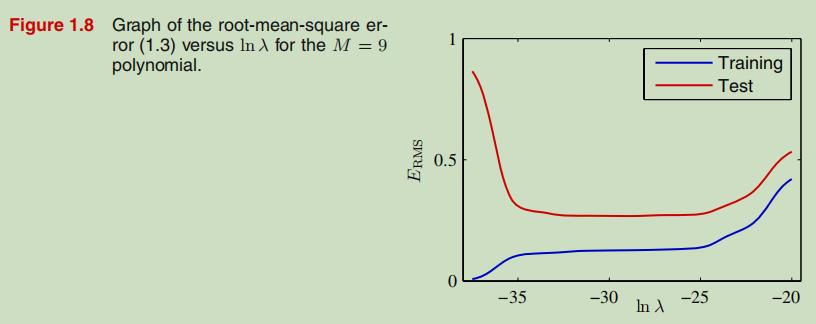 Figure 1.8 Graph of the root-mean-square er-
ror (1.3) versus ln λ for the M = 9
polynomial.
1
Training
Test
E_RMS
0.5
0
−35
−30
−25
−20
ln λ